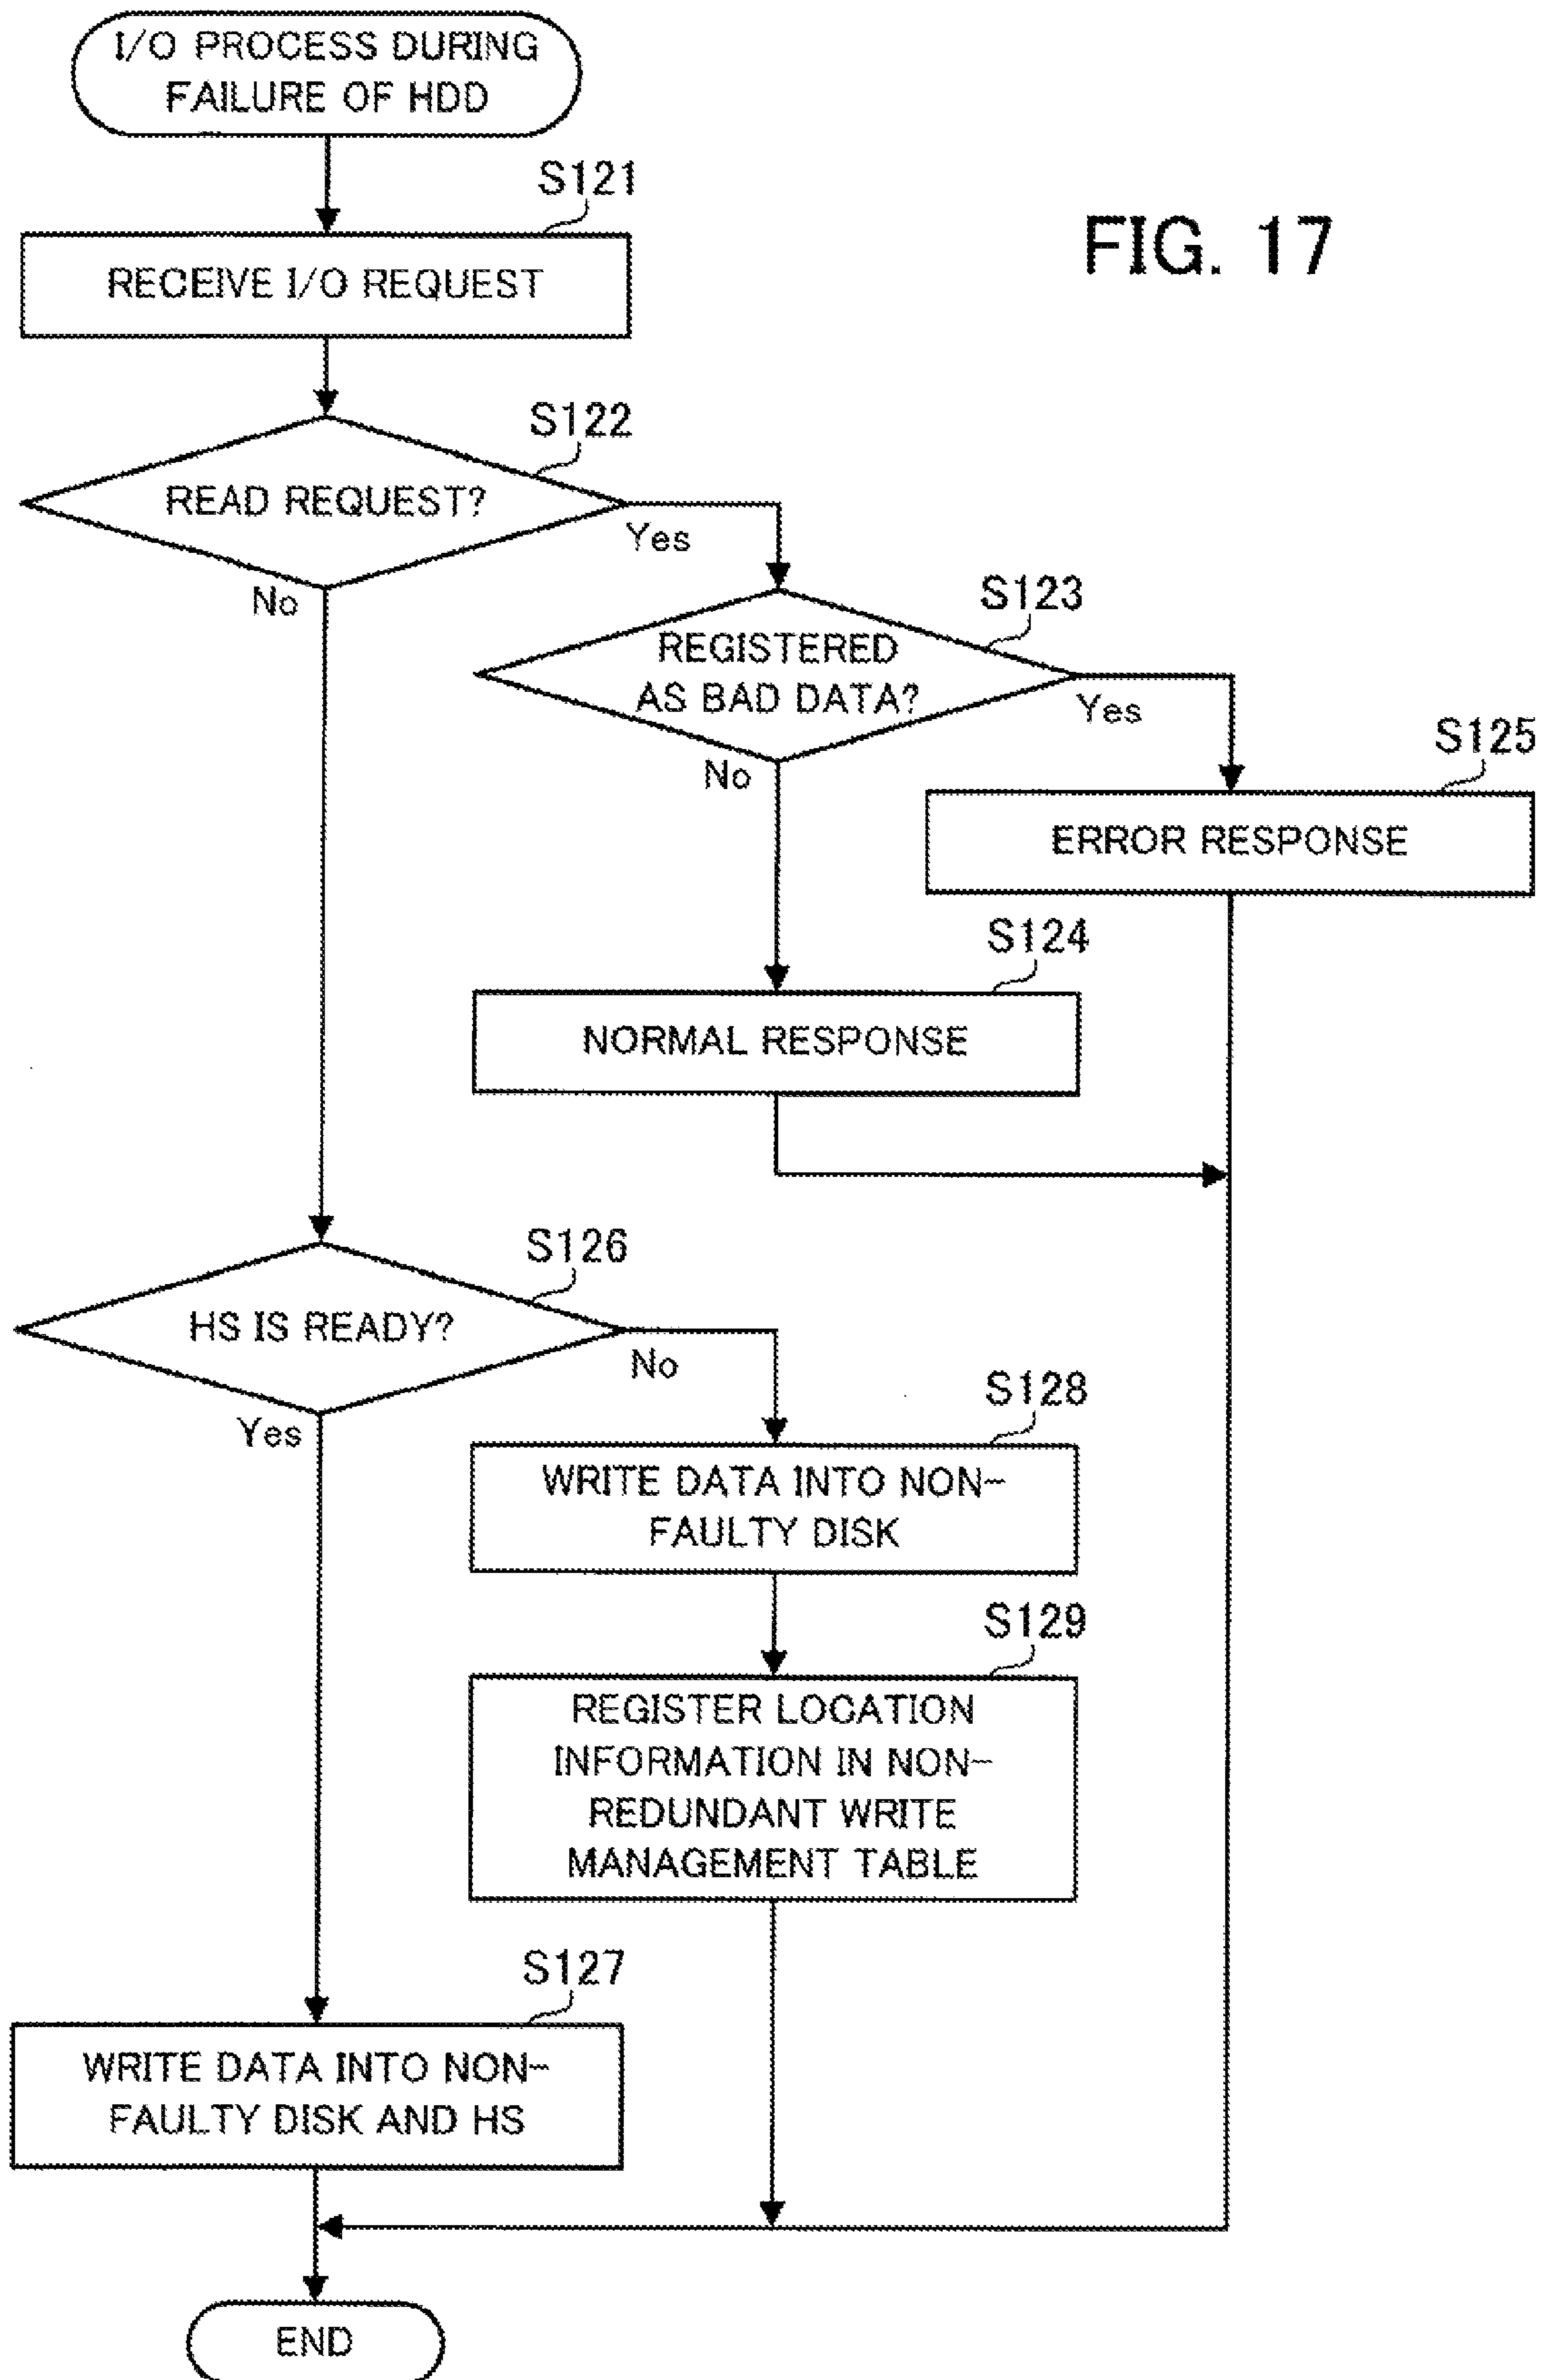 I/O PROCESS DURING
FAILURE OF HDD
S121
FIG. 17
RECEIVE I/O REQUEST
S122
READ REQUEST?
Yes
No
S123
REGISTERED
AS BAD DATA?
Yes
No
S125
ERROR RESPONSE
S124
NORMAL RESPONSE
S126
HS IS READY?
No
Yes
S128
WRITE DATA INTO NON-
FAULTY DISK
S129
REGISTER LOCATION
INFORMATION IN NON-
REDUNDANT WRITE
MANAGEMENT TABLE
S127
WRITE DATA INTO NON-
FAULTY DISK AND HS
END